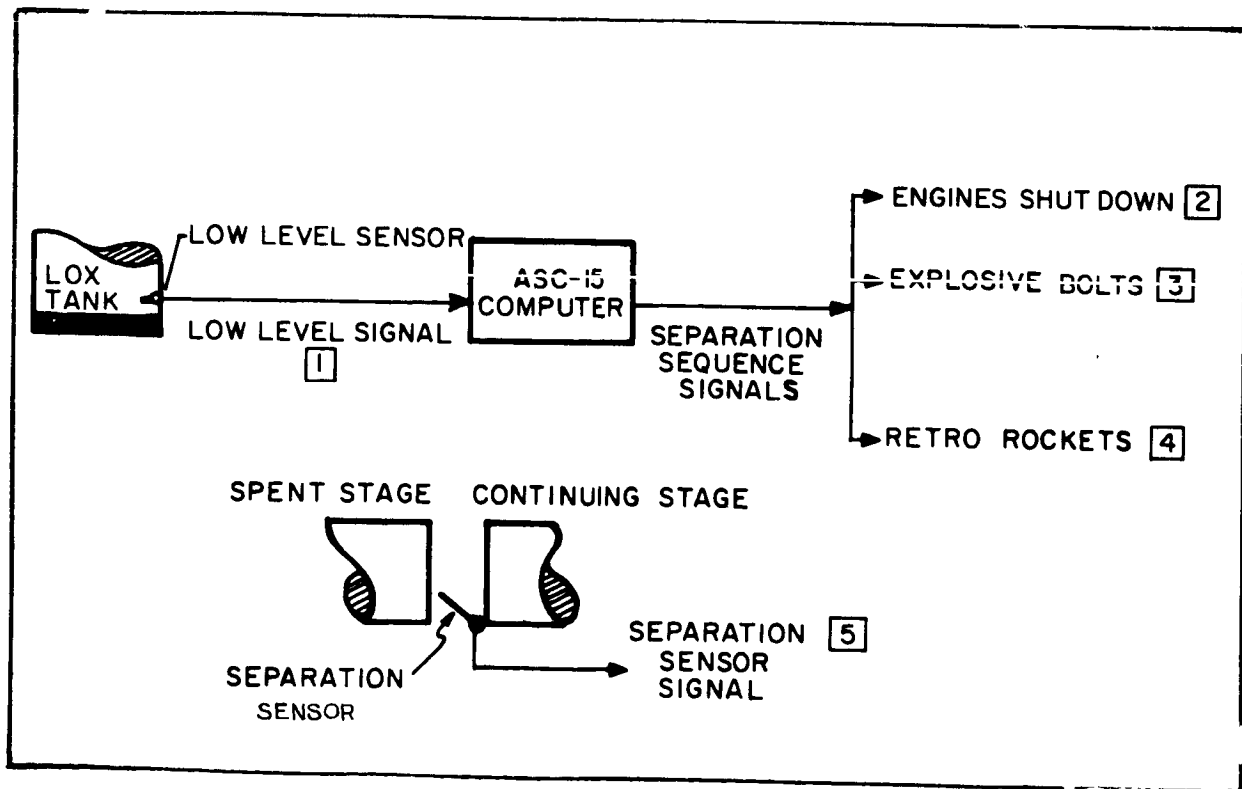 ENGINES SHUT DOWN 2
LOW LEVEL SENSOR
LOX
TANK
ASC-15
COMPUTER
EXPLOSIVE BOLTS 3
LOW LEVEL SIGNAL
1
SEPARATION
SEQUENCE
SIGNALS
RETRO ROCKETS 4
SPENT STAGE
CONTINUING STAGE
SEPARATION
SENSOR
SEPARATION 5
SENSOR
SIGNAL